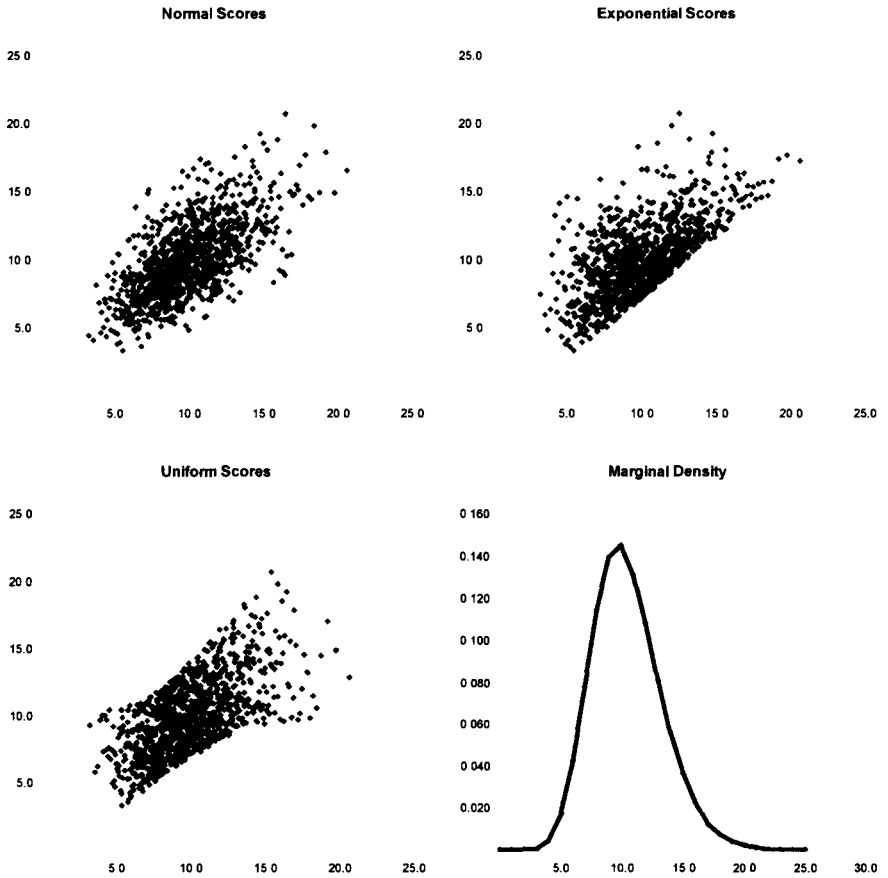 Normal Scores
25 0
20.0
15.0
10.0
5.0
5.0 10 0 15 0 20 0 25.0
Exponential Scores
25.0
20.0
15.0
10.0
5 0
5.0 10 0 15 0 20 0 25.0
Uniform Scores
25 0
20.0
15.0
10.0
5.0
5 0 10.0 15 0 20.0 25.0
Marginal Density
0 160
0.140
0.120
0 100
0 080
0 060
0 040
0.020
5.0 10.0 15 0 20 0 25.0 30.0